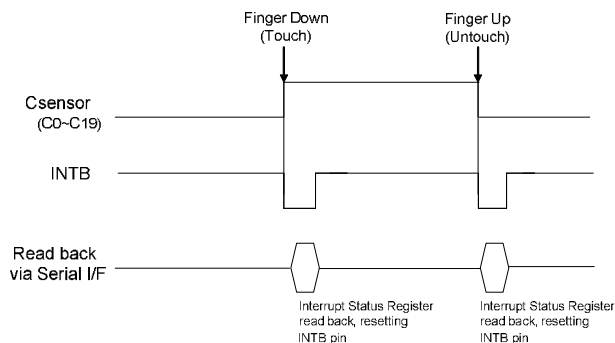 Finger Down
(Touch)
Finger Up
(Untouch)
Csensor
(C0~C19)
INTB
Read back
via Serial I/F
Interrupt Status Register
read back, resetting
INTB pin
Interrupt Status Register
read back, resetting
INTB pin